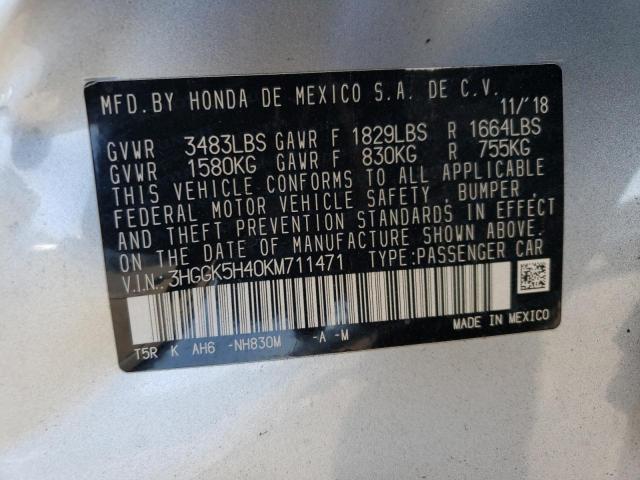 MFD. BY HONDA DE MEXICO S.A. DE C.V.
11/'18
GVWR 3483LBS GAWR F 1829LBS R 1664LBS
GVWR 1580KG GAWR F 830KG R 755KG
THIS VEHICLE CONFORMS TO ALL APPLICABLE
FEDERAL MOTOR VEHICLE SAFETY, BUMPER,
AND THEFT PREVENTION STANDARDS IN EFFECT
ON THE DATE OF MANUFACTURE SHOWN ABOVE.
V.I.N.: 3HGGK5H40KM711471 TYPE:PASSENGER CAR
T5R K AH6 -NH830M -A -M MADE IN MEXICO